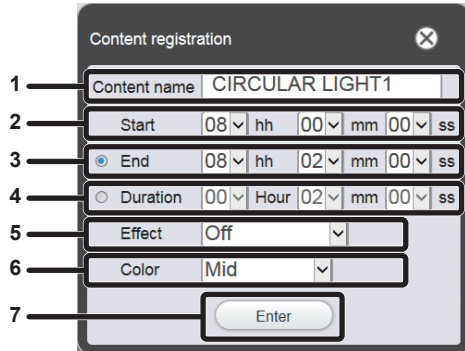 Content registration
1 Content name CIRCULAR LIGHT1
2 Start 08 hh 00 mm 00 ss
3 End 08 hh 02 mm 00 ss
4 Duration 00 Hour 02 mm 00 ss
5 Effect Off
6 Color Mid
7 Enter